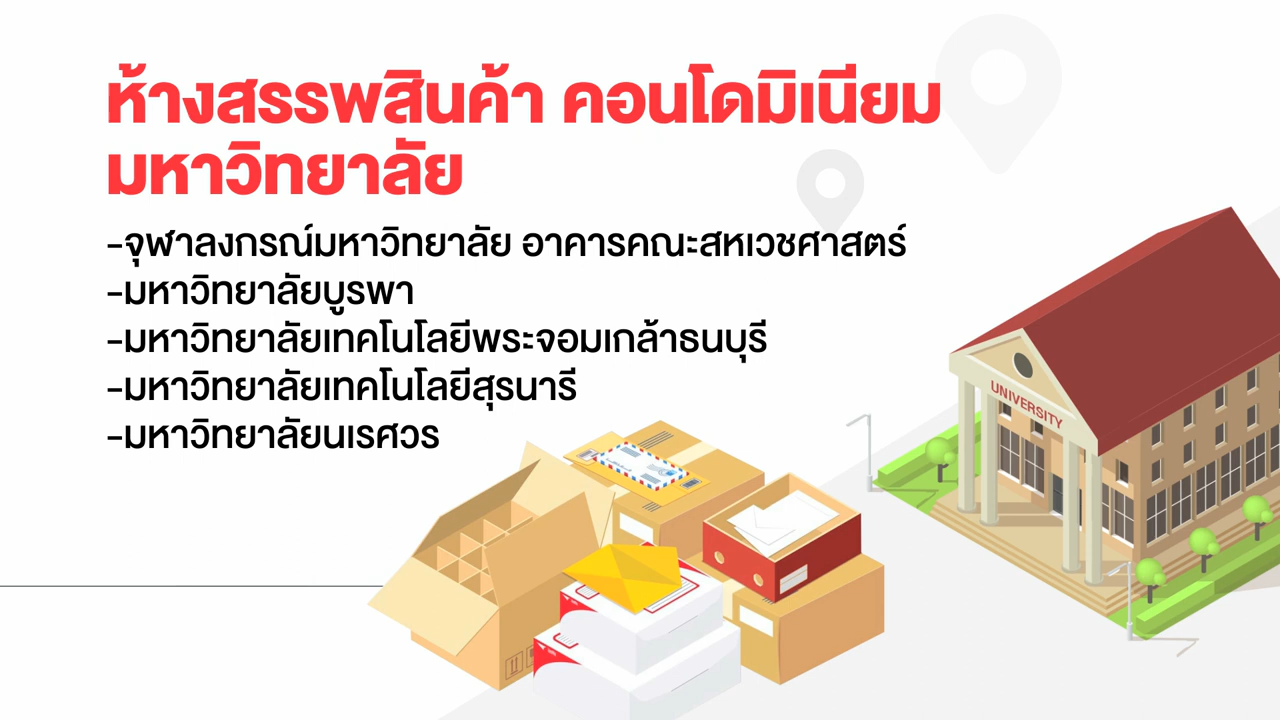 ห้างสรรพสินค้า คอนโดมิเนียม
มหาวิทยาลัย
-จุฬาลงกรณ์มหาวิทยาลัย อาคารคณะสหเวชศาสตร์
-มหาวิทยาลัยบูรพา
-มหาวิทยาลัยเทคโนโลยีพระจอมเกล้าธนบุรี
-มหาวิทยาลัยเทคโนโลยีสุรนารี
-มหาวิทยาลัยนเรศวร
UNIVERSITY